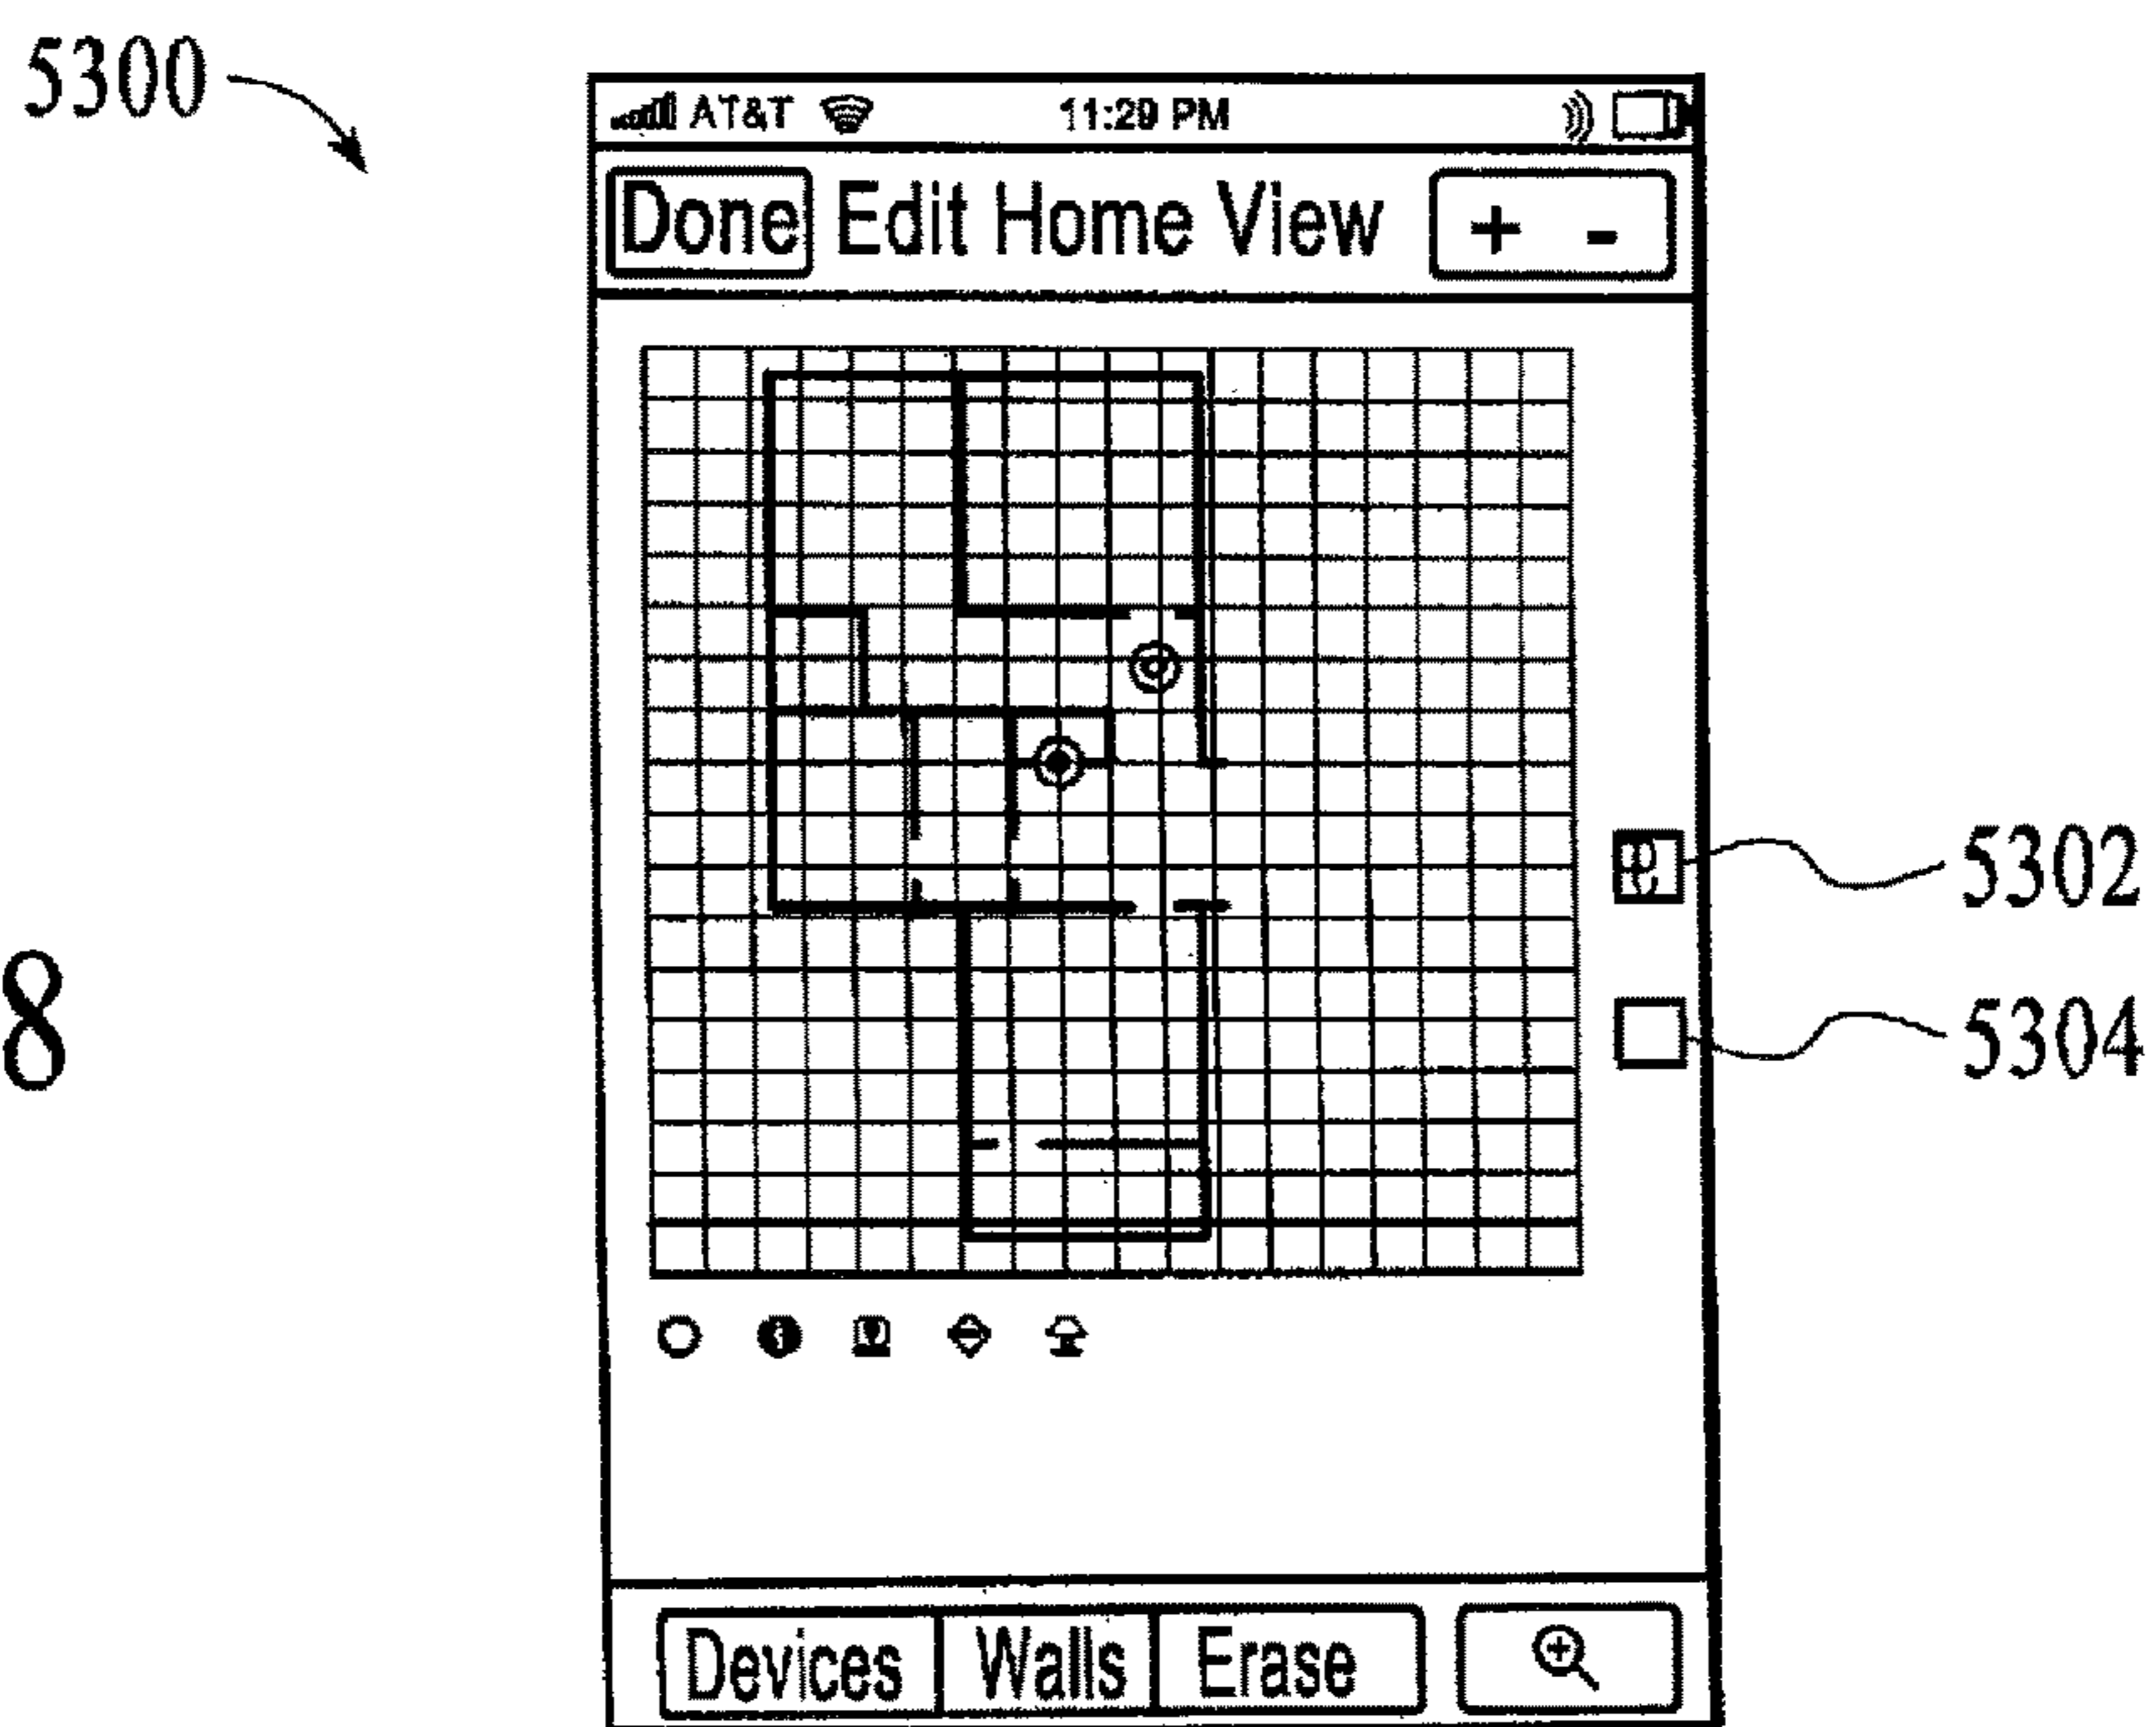 5300
AT&T 11:29 PM
Done Edit Home View + -
5302
8
5304
Devices Walls Erase